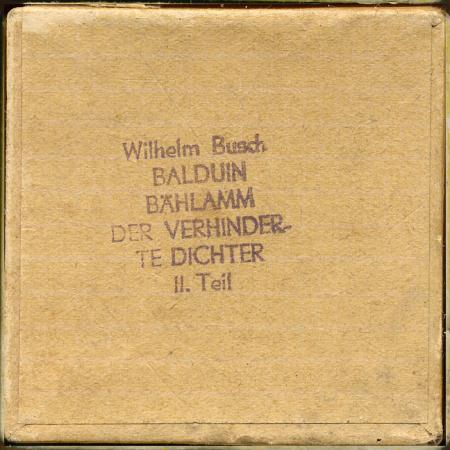 Wilhelm Busch
BALDUIN
BÄHLAMM
DER VERHINDER-
TE DICHTER
II. Teil